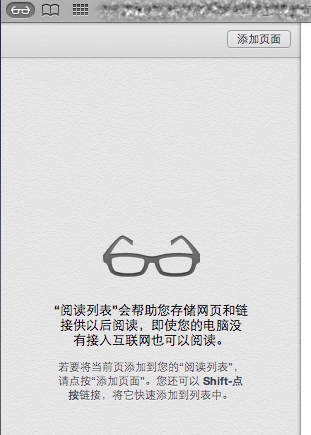 添加页面
“阅读列表”会帮助您存储网页和链
接供以后阅读，即使您的电脑没
有接入互联网也可以阅读。
若要将当前页添加到您的“阅读列表”，
请点按“添加页面”。您还可以 Shift-点
按链接，将它快速添加到列表中。